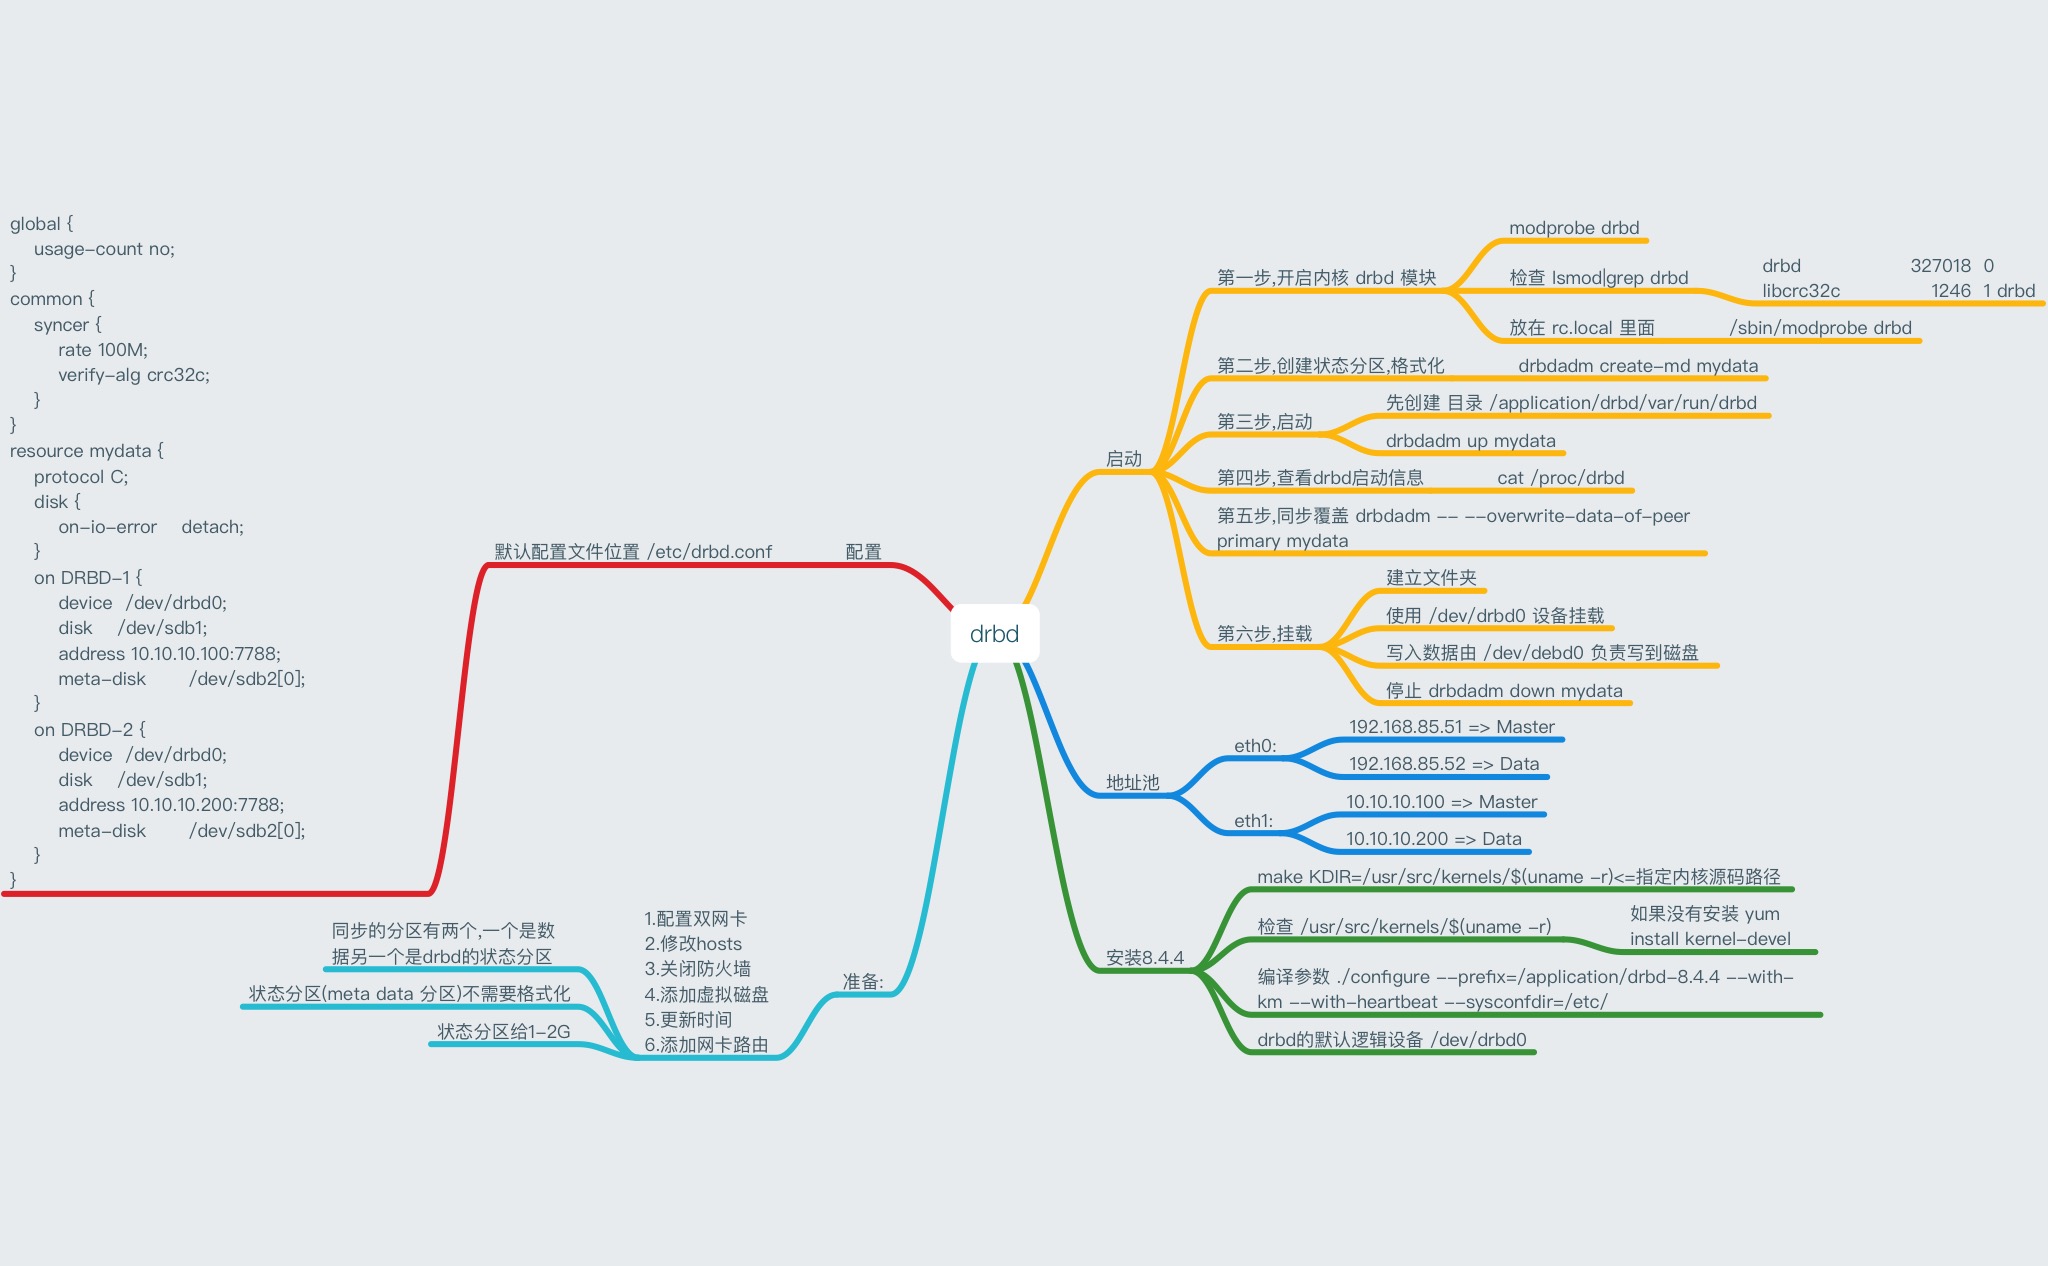 drbd
启动
第一步,开启内核 drbd 模块
modprobe drbd
检查 lsmod|grep drbd
drbd 327018 0
libcrc32c 1246 1 drbd
放在 rc.local 里面
/sbin/modprobe drbd
第二步,创建状态分区,格式化
drbdadm create-md mydata
第三步,启动
先创建 目录 /application/drbd/var/run/drbd
drbdadm up mydata
第四步,查看drbd启动信息
cat /proc/drbd
第五步,同步覆盖 drbdadm -- --overwrite-data-of-peer
primary mydata
第六步,挂载
建立文件夹
使用 /dev/drbd0 设备挂载
写入数据由 /dev/debd0 负责写到磁盘
停止 drbdadm down mydata
地址池
eth0:
192.168.85.51 => Master
192.168.85.52 => Data
eth1:
10.10.10.100 => Master
10.10.10.200 => Data
安装8.4.4
make KDIR=/usr/src/kernels/$(uname -r)<=指定内核源码路径
检查 /usr/src/kernels/$(uname -r)
如果没有安装 yum
install kernel-devel
编译参数 ./configure --prefix=/application/drbd-8.4.4 --with-
km --with-heartbeat --sysconfdir=/etc/
drbd的默认逻辑设备 /dev/drbd0
配置
默认配置文件位置 /etc/drbd.conf
global {
usage-count no;
}
common {
syncer {
rate 100M;
verify-alg crc32c;
}
}
resource mydata {
protocol C;
disk {
on-io-error detach;
}
on DRBD-1 {
device /dev/drbd0;
disk /dev/sdb1;
address 10.10.10.100:7788;
meta-disk /dev/sdb2[0];
}
on DRBD-2 {
device /dev/drbd0;
disk /dev/sdb1;
address 10.10.10.200:7788;
meta-disk /dev/sdb2[0];
}
}
准备:
1.配置双网卡
2.修改hosts
3.关闭防火墙
4.添加虚拟磁盘
5.更新时间
6.添加网卡路由
同步的分区有两个,一个是数
据另一个是drbd的状态分区
状态分区(meta data 分区)不需要格式化
状态分区给1-2G